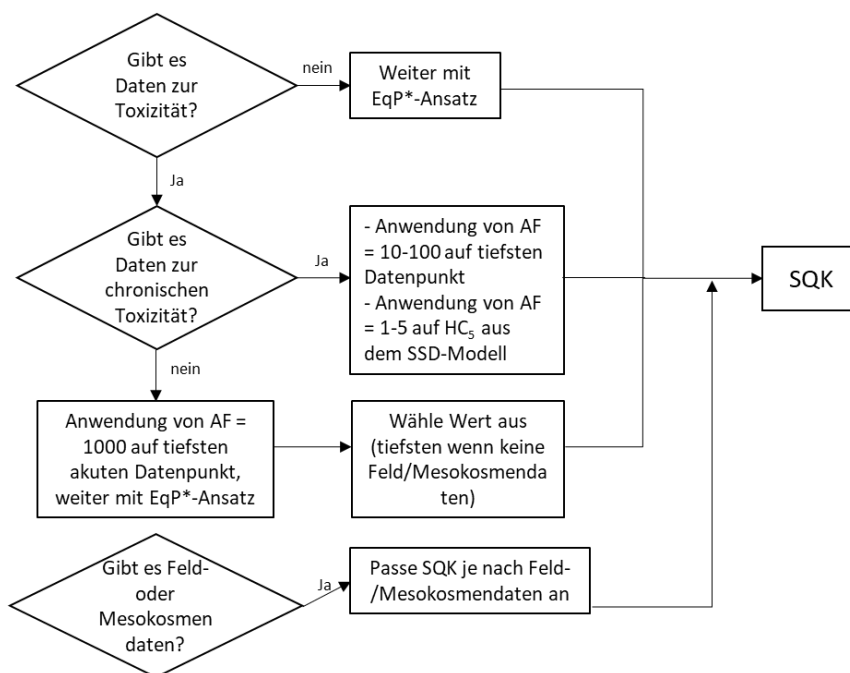 Gibt es
Daten zur
Toxizität?
nein
Weiter mit
EqP*-Ansatz
Ja
Gibt es
Daten zur
chronischen
Toxizität?
Ja
- Anwendung von AF
= 10-100 auf tiefsten
Datenpunkt
- Anwendung von AF
= 1-5 auf HC₅ aus
dem SSD-Modell
SQK
nein
Anwendung von AF =
1000 auf tiefsten
akuten Datenpunkt,
weiter mit EqP*-Ansatz
Wähle Wert aus
(tiefsten wenn keine
Feld/Mesokosmenda
ten)
Gibt es Feld-
oder
Mesokosmen
daten?
Ja
Passe SQK je nach Feld-
/Mesokosmendaten an